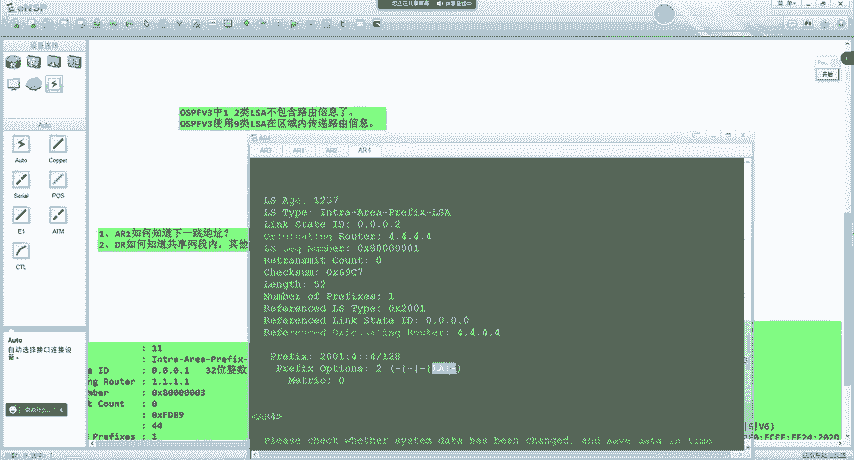 eNSP
设备选择
Auto
Auto
Copper
Serial
POS
E1
ATM
CTL
Auto
自动选择接口连接设
备。
OSPFV3中1 2类LSA不包含路由信息了。
OSPFV3使用9类LSA在区域内传递路由信息。
1、AR1如何知道下一跳地址？
2、DR如何知道共享网段内，其他
AR1
AR4
LS Age: 1257
LS Type: Intra-Area-Prefix-LSA
Link State ID: 0.0.0.2
Originating Router: 4.4.4.4
LS Seq Number: 0x80000001
Retransmit Count: 0
Checksum: 0x69C7
Length: 52
Number of Prefixes: 1
Referenced LS Type: 0x2001
Referenced Link State ID: 0.0.0.0
Referenced Originating Router: 4.4.4.4
Prefix: 2001:4::4/128
Prefix Options: 2 (-|-|-|LA|-)
Metric: 0
Please check whether system data has been changed, and save data in time
: 11
: Intra-Area-Prefix-
ID : 0.0.0.1 32位整数
ng Router : 1.1.1.1
mber : 0x80000003
t Count : 0
: 0xFDB9
: 44
Prefixes : 1